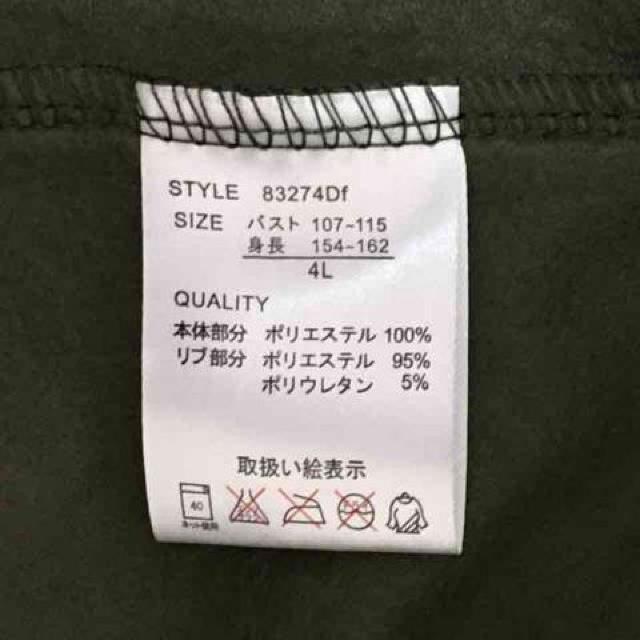 STYLE 83274Df
SIZE バスト 107~115
身長 154-162
4L
QUALITY
本体部分 ポリエステル 100%
リブ部分 ポリエステル 95%
ポリウレタン 5%
取扱い絵表示
40
ネット使用